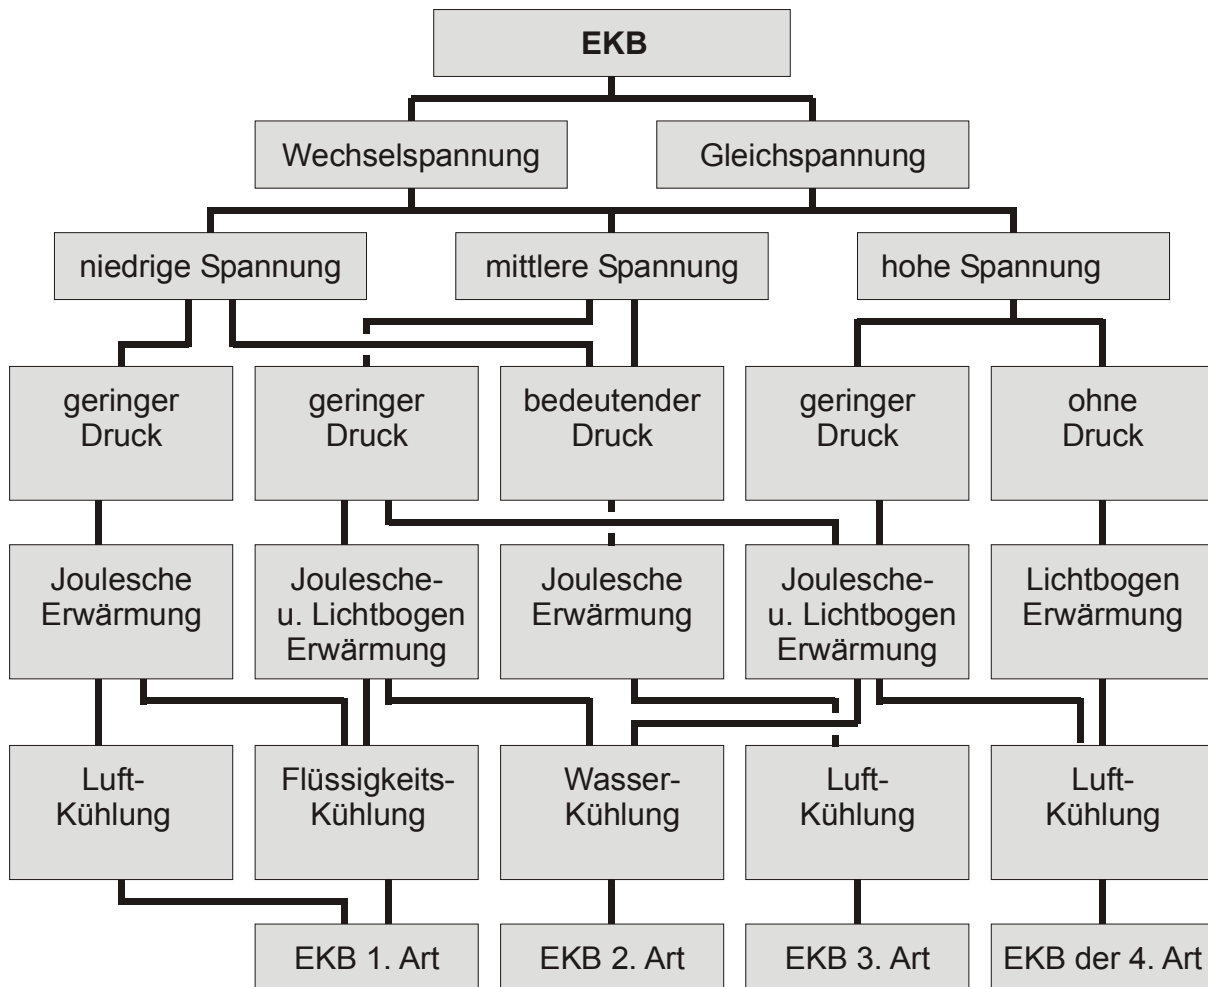 EKB
Wechselspannung
Gleichspannung
niedrige Spannung
mittlere Spannung
hohe Spannung
geringer
Druck
geringer
Druck
bedeutender
Druck
geringer
Druck
ohne
Druck
Joulesche
Erwärmung
Joulesche-
u. Lichtbogen
Erwärmung
Joulesche
Erwärmung
Joulesche-
u. Lichtbogen
Erwärmung
Lichtbogen
Erwärmung
Luft-
Kühlung
Flüssigkeits-
Kühlung
Wasser-
Kühlung
Luft-
Kühlung
Luft-
Kühlung
EKB 1. Art
EKB 2. Art
EKB 3. Art
EKB der 4. Art